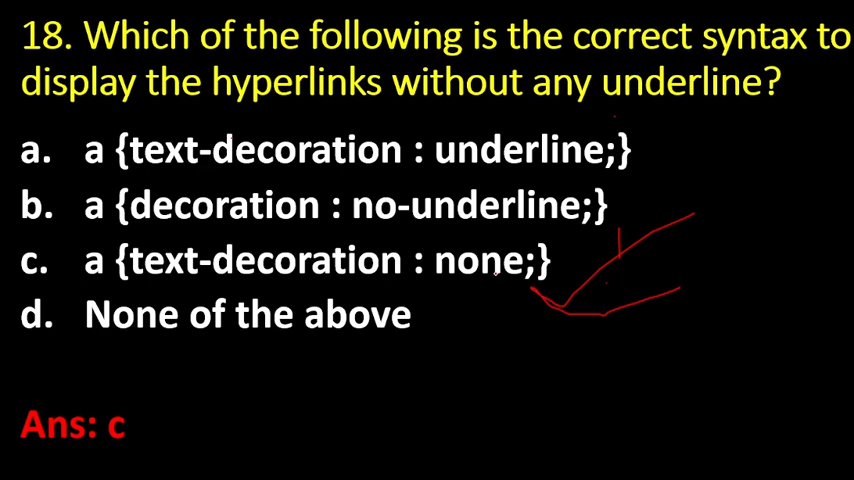 18. Which of the following is the correct syntax to
display the hyperlinks without any underline?
a. a {text-decoration : underline;}
b. a {decoration : no-underline;}
c. a {text-decoration : none;}
d. None of the above
Ans: c